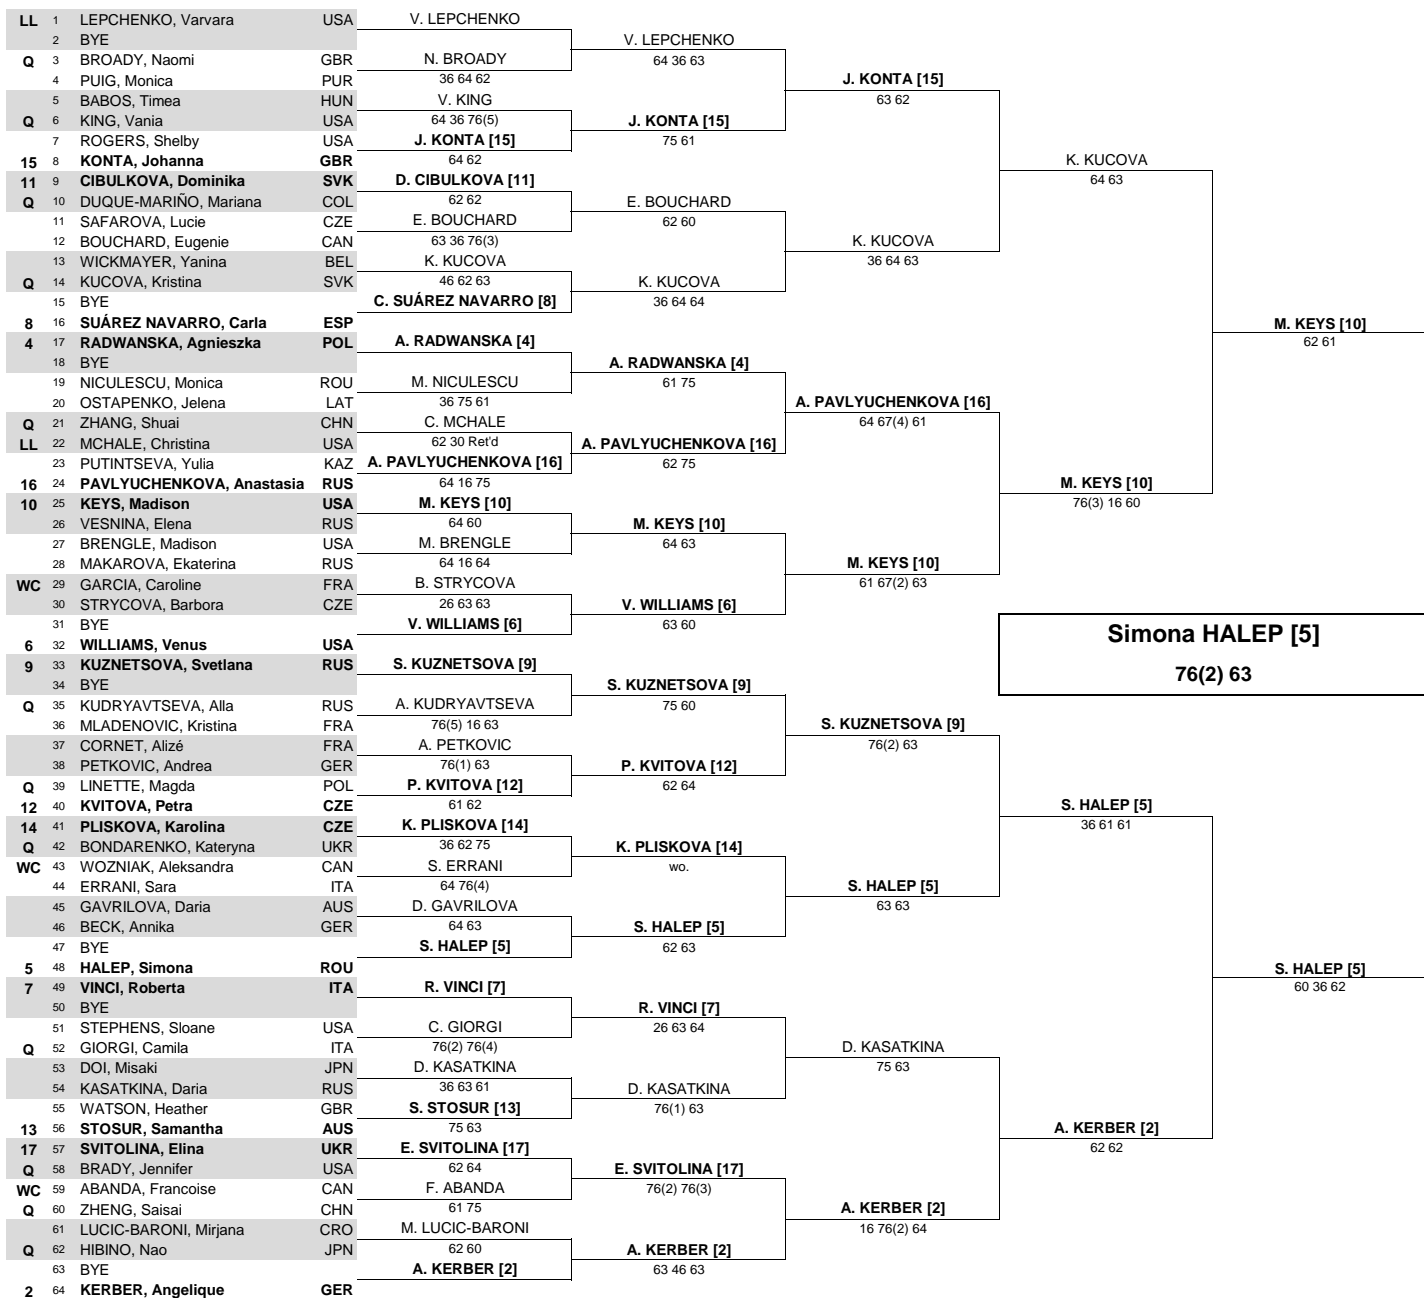 LL 1 LEPCHENKO, Varvara USA
2 BYE
Q 3 BROADY, Naomi GBR
4 PUIG, Monica PUR
5 BABOS, Timea HUN
Q 6 KING, Vania USA
7 ROGERS, Shelby USA
15 8 KONTA, Johanna GBR
11 9 CIBULKOVA, Dominika SVK
Q 10 DUQUE-MARIÑO, Mariana COL
11 SAFAROVA, Lucie CZE
12 BOUCHARD, Eugenie CAN
13 WICKMAYER, Yanina BEL
Q 14 KUCOVA, Kristina SVK
15 BYE
8 16 SUÁREZ NAVARRO, Carla ESP
4 17 RADWANSKA, Agnieszka POL
18 BYE
19 NICULESCU, Monica ROU
20 OSTAPENKO, Jelena LAT
Q 21 ZHANG, Shuai CHN
LL 22 MCHALE, Christina USA
23 PUTINTSEVA, Yulia KAZ
16 24 PAVLYUCHENKOVA, Anastasia RUS
10 25 KEYS, Madison USA
26 VESNINA, Elena RUS
27 BRENGLE, Madison USA
28 MAKAROVA, Ekaterina RUS
WC 29 GARCIA, Caroline FRA
30 STRYCOVA, Barbora CZE
31 BYE
6 32 WILLIAMS, Venus USA
9 33 KUZNETSOVA, Svetlana RUS
34 BYE
Q 35 KUDRYAVTSEVA, Alla RUS
36 MLADENOVIC, Kristina FRA
37 CORNET, Alizé FRA
38 PETKOVIC, Andrea GER
Q 39 LINETTE, Magda POL
12 40 KVITOVA, Petra CZE
14 41 PLISKOVA, Karolina CZE
Q 42 BONDARENKO, Kateryna UKR
WC 43 WOZNIAK, Aleksandra CAN
44 ERRANI, Sara ITA
45 GAVRILOVA, Daria AUS
46 BECK, Annika GER
47 BYE
5 48 HALEP, Simona ROU
7 49 VINCI, Roberta ITA
50 BYE
51 STEPHENS, Sloane USA
Q 52 GIORGI, Camila ITA
53 DOI, Misaki JPN
54 KASATKINA, Daria RUS
55 WATSON, Heather GBR
13 56 STOSUR, Samantha AUS
17 57 SVITOLINA, Elina UKR
Q 58 BRADY, Jennifer USA
WC 59 ABANDA, Francoise CAN
Q 60 ZHENG, Saisai CHN
61 LUCIC-BARONI, Mirjana CRO
Q 62 HIBINO, Nao JPN
63 BYE
2 64 KERBER, Angelique GER
V. LEPCHENKO
N. BROADY
36 64 62
V. KING
64 36 76(5)
J. KONTA [15]
64 62
D. CIBULKOVA [11]
62 62
E. BOUCHARD
63 36 76(3)
K. KUCOVA
46 62 63
C. SUÁREZ NAVARRO [8]
A. RADWANSKA [4]
M. NICULESCU
36 75 61
C. MCHALE
62 30 Ret'd
A. PAVLYUCHENKOVA [16]
64 16 75
M. KEYS [10]
64 60
M. BRENGLE
64 16 64
B. STRYCOVA
26 63 63
V. WILLIAMS [6]
S. KUZNETSOVA [9]
A. KUDRYAVTSEVA
76(5) 16 63
A. PETKOVIC
76(1) 63
P. KVITOVA [12]
61 62
K. PLISKOVA [14]
36 62 75
S. ERRANI
64 76(4)
D. GAVRILOVA
64 63
S. HALEP [5]
R. VINCI [7]
C. GIORGI
76(2) 76(4)
D. KASATKINA
36 63 61
S. STOSUR [13]
75 63
E. SVITOLINA [17]
62 64
F. ABANDA
61 75
M. LUCIC-BARONI
62 60
A. KERBER [2]
V. LEPCHENKO
64 36 63
J. KONTA [15]
75 61
E. BOUCHARD
62 60
K. KUCOVA
36 64 64
A. RADWANSKA [4]
61 75
A. PAVLYUCHENKOVA [16]
62 75
M. KEYS [10]
64 63
V. WILLIAMS [6]
63 60
S. KUZNETSOVA [9]
75 60
P. KVITOVA [12]
62 64
K. PLISKOVA [14]
wo.
S. HALEP [5]
62 63
R. VINCI [7]
26 63 64
D. KASATKINA
76(1) 63
E. SVITOLINA [17]
76(2) 76(3)
A. KERBER [2]
63 46 63
J. KONTA [15]
63 62
K. KUCOVA
36 64 63
A. PAVLYUCHENKOVA [16]
64 67(4) 61
M. KEYS [10]
61 67(2) 63
S. KUZNETSOVA [9]
76(2) 63
S. HALEP [5]
63 63
D. KASATKINA
75 63
A. KERBER [2]
16 76(2) 64
K. KUCOVA
64 63
M. KEYS [10]
76(3) 16 60
S. HALEP [5]
36 61 61
A. KERBER [2]
62 62
M. KEYS [10]
62 61
S. HALEP [5]
60 36 62
Simona HALEP [5]
76(2) 63